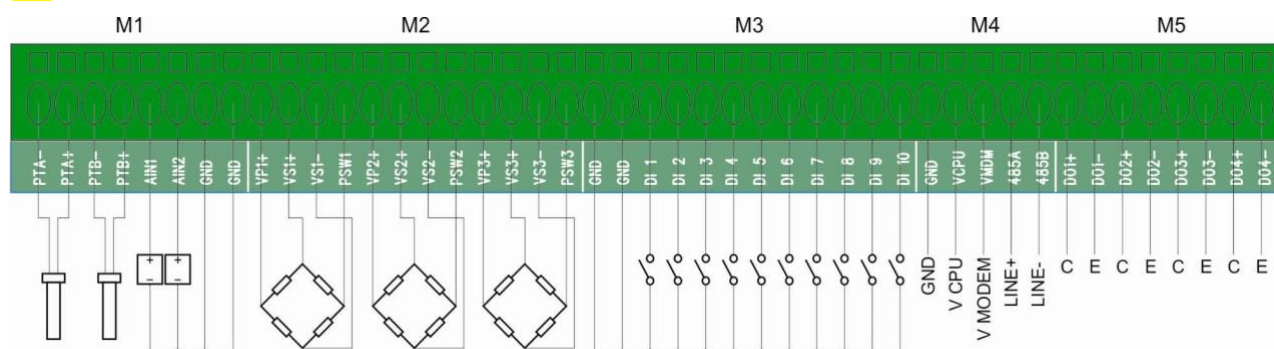 M1 M2 M3 M4 M5
PTA- PTA+ PTB- PTB+ AIN1 AIN2 GND GND VP1+ VS1+ VS1- PSW1 VP2+ VS2+ VS2- PSW2 VP3+ VS3+ VS3- PSW3 GND GND DI 1 DI 2 DI 3 DI 4 DI 5 DI 6 DI 7 DI 8 DI 9 DI 10 GND VCPU VMDM 485A 485B DO1+ DO1- DO2+ DO2- DO3+ DO3- DO4+ DO4-
+ +
- -
GND V CPU V MODEM LINE+ LINE- C E C E C E C E